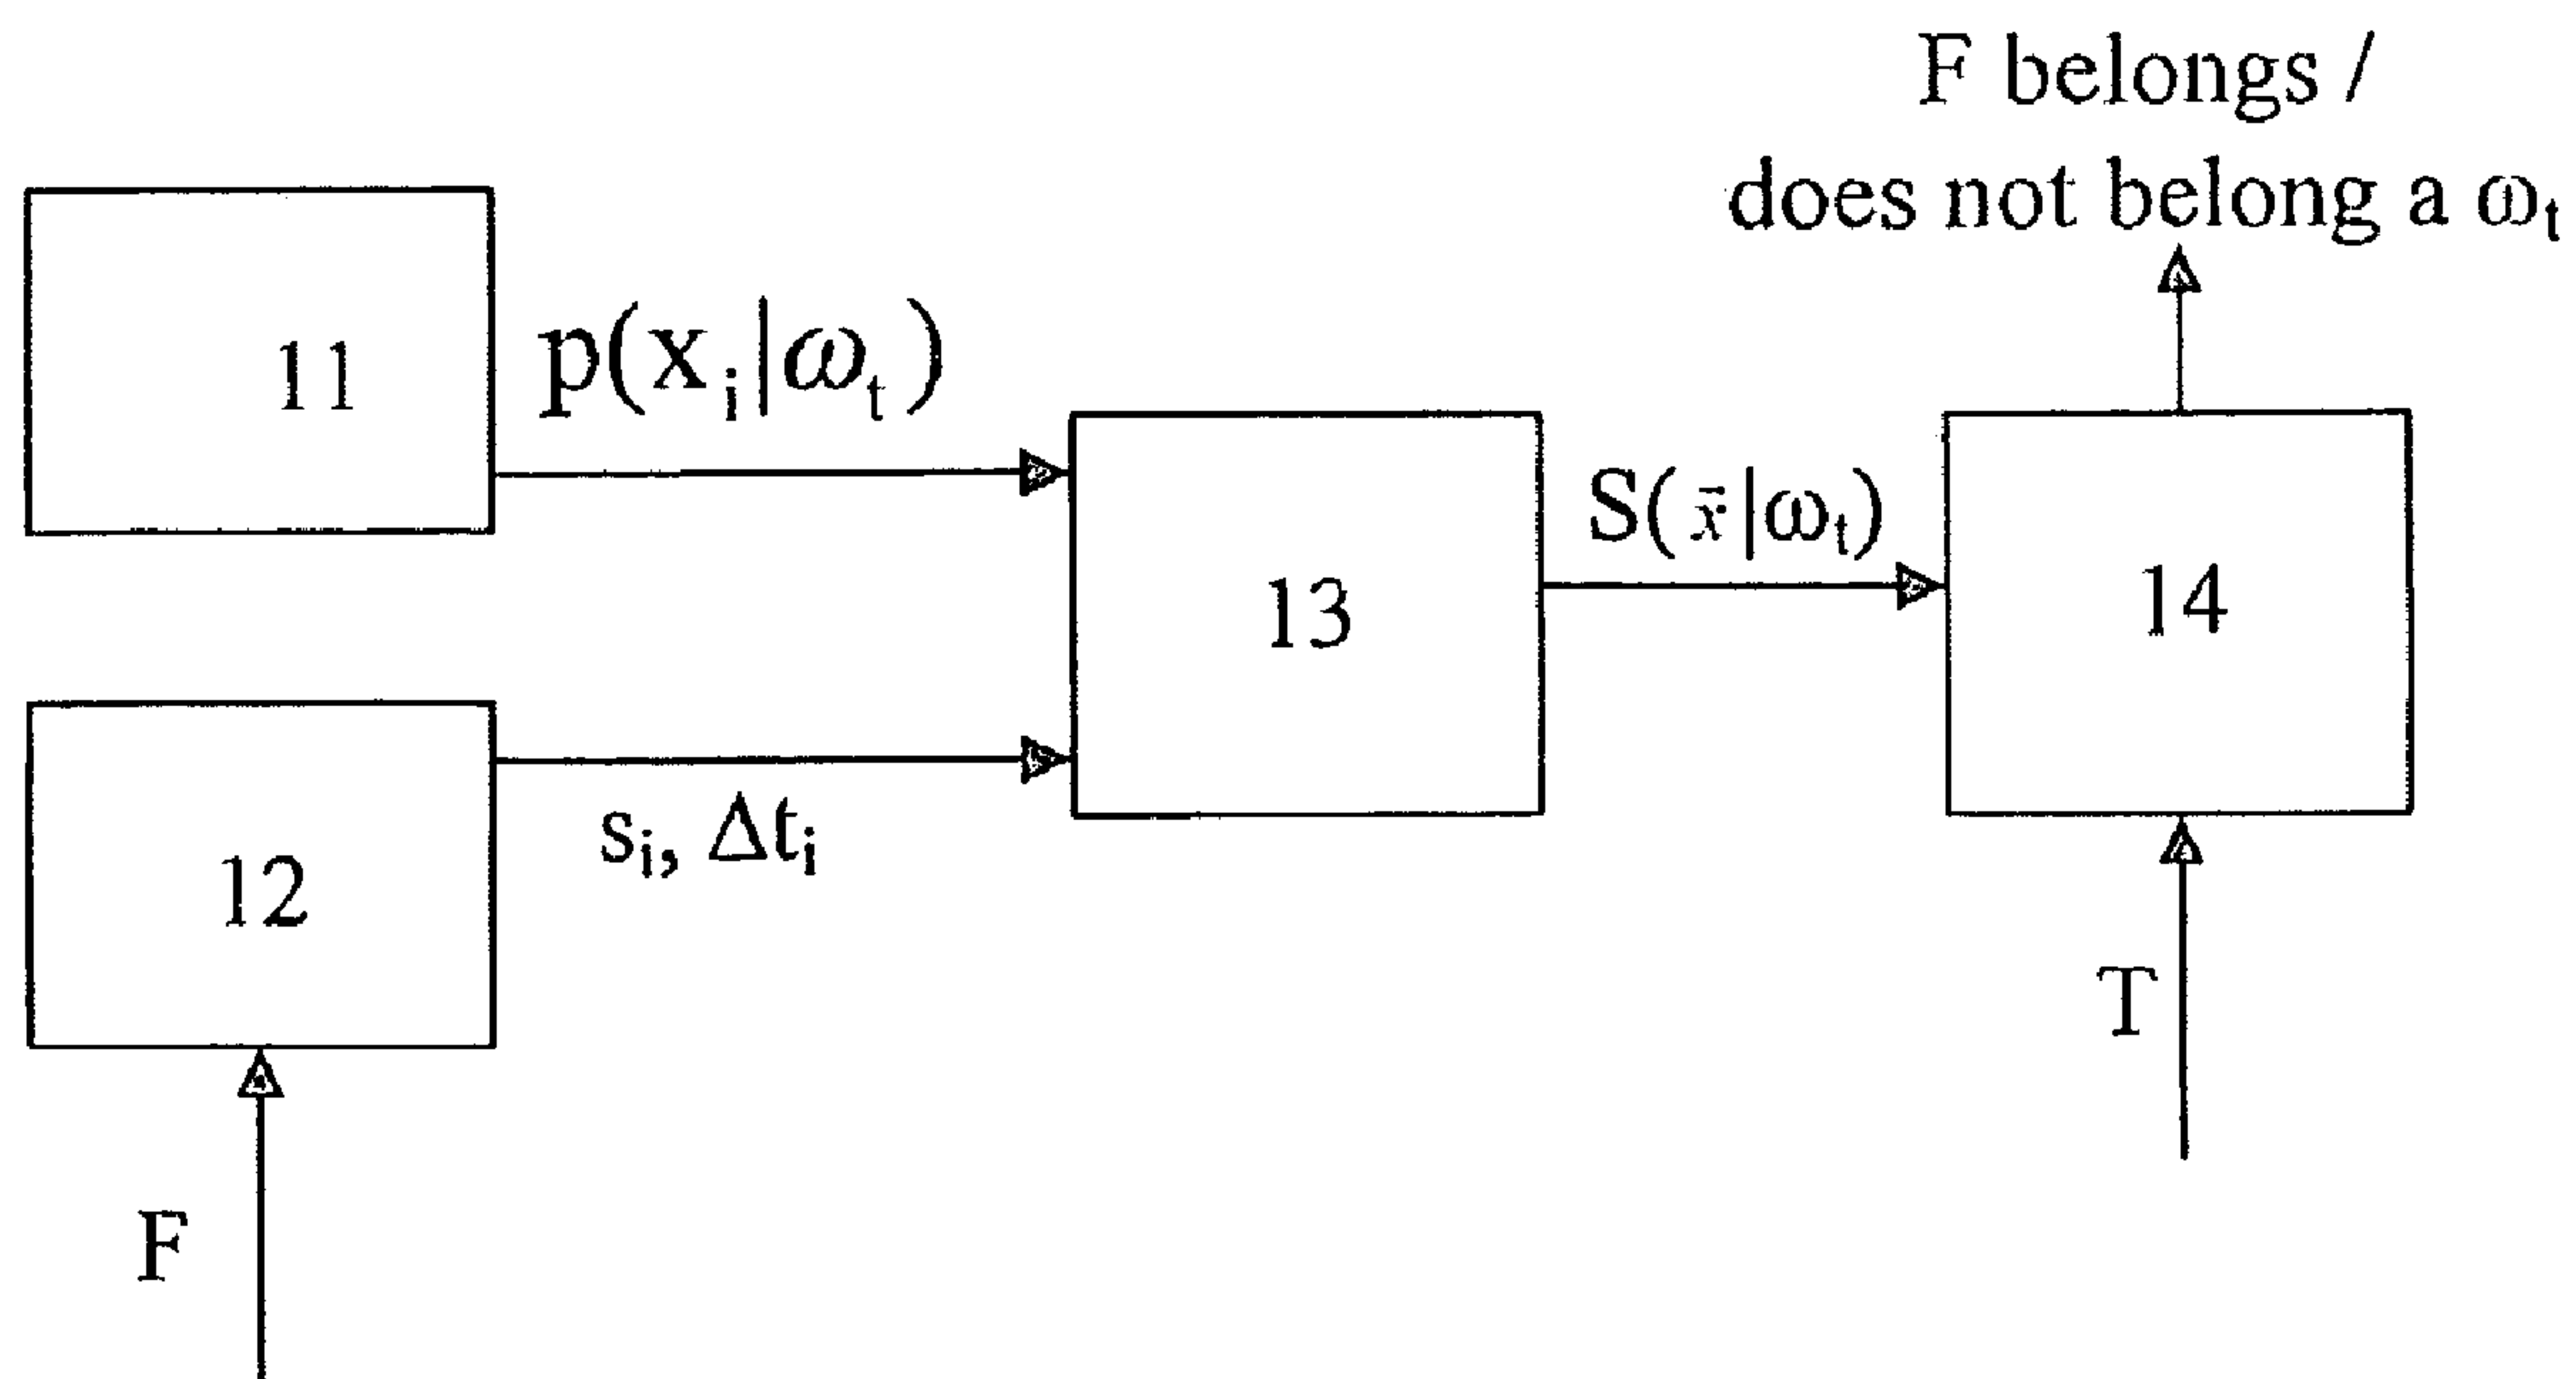 F belongs /
does not belong a ωt
11
p(xi|ωt)
S(x̄|ωt)
13
14
si, Δti
12
T
F